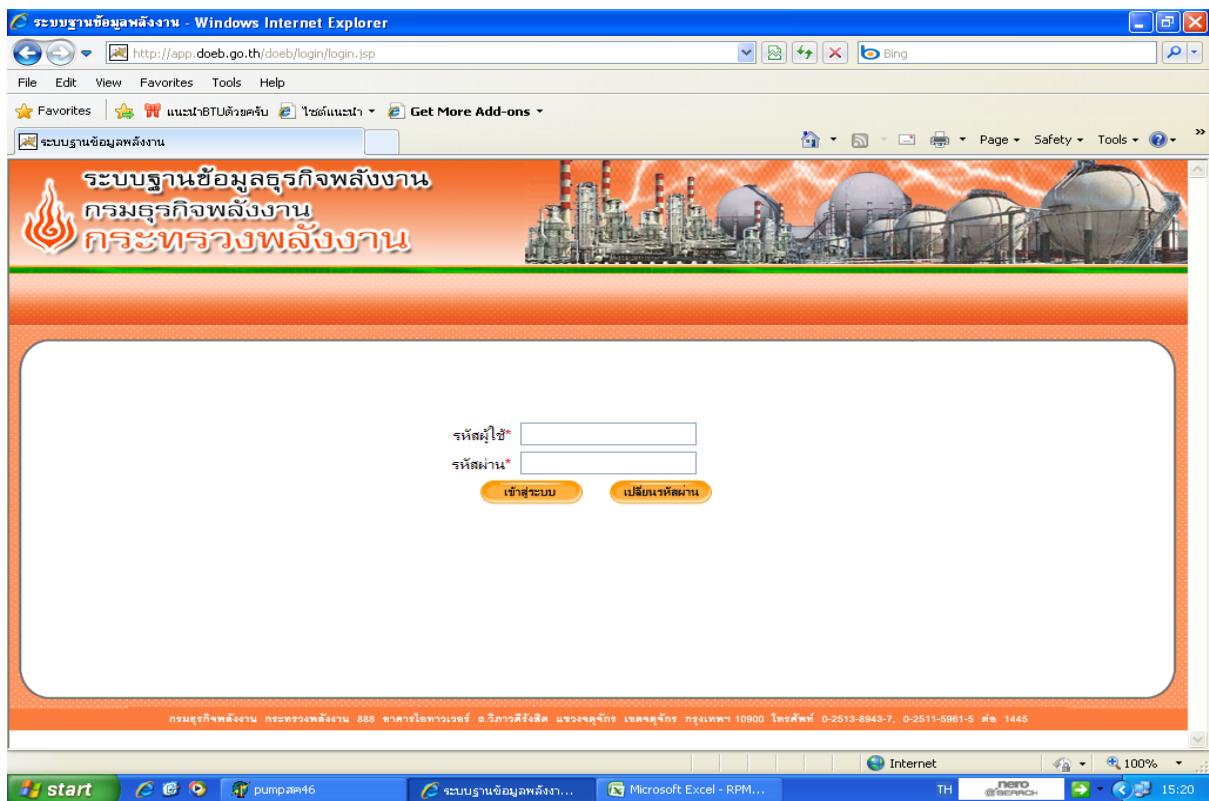 ระบบฐานข้อมูลพลังงาน - Windows Internet Explorer
http://app.doeb.go.th/doeb/login/login.jsp
Bing
File Edit View Favorites Tools Help
Favorites แนะนำBTUด้วยครับ ไซต์แนะนำ Get More Add-ons
ระบบฐานข้อมูลพลังงาน Page Safety Tools
ระบบฐานข้อมูลธุรกิจพลังงาน
กรมธุรกิจพลังงาน
กระทรวงพลังงาน
รหัสผู้ใช้*
รหัสผ่าน*
เข้าสู่ระบบ เปลี่ยนรหัสผ่าน
กรมธุรกิจพลังงาน กระทรวงพลังงาน 888 อาคารไอทาวเวอร์ ถ.วิภาวดีรังสิต แขวงจตุจักร เขตจตุจักร กรุงเทพฯ 10900 โทรศัพท์ 0-2513-8943-7, 0-2511-5961-5 ต่อ 1445
Internet 100%
start pumpสค46 ระบบฐานข้อมูลพลังงา... Microsoft Excel - RPM... TH nero SEARCH 15:20